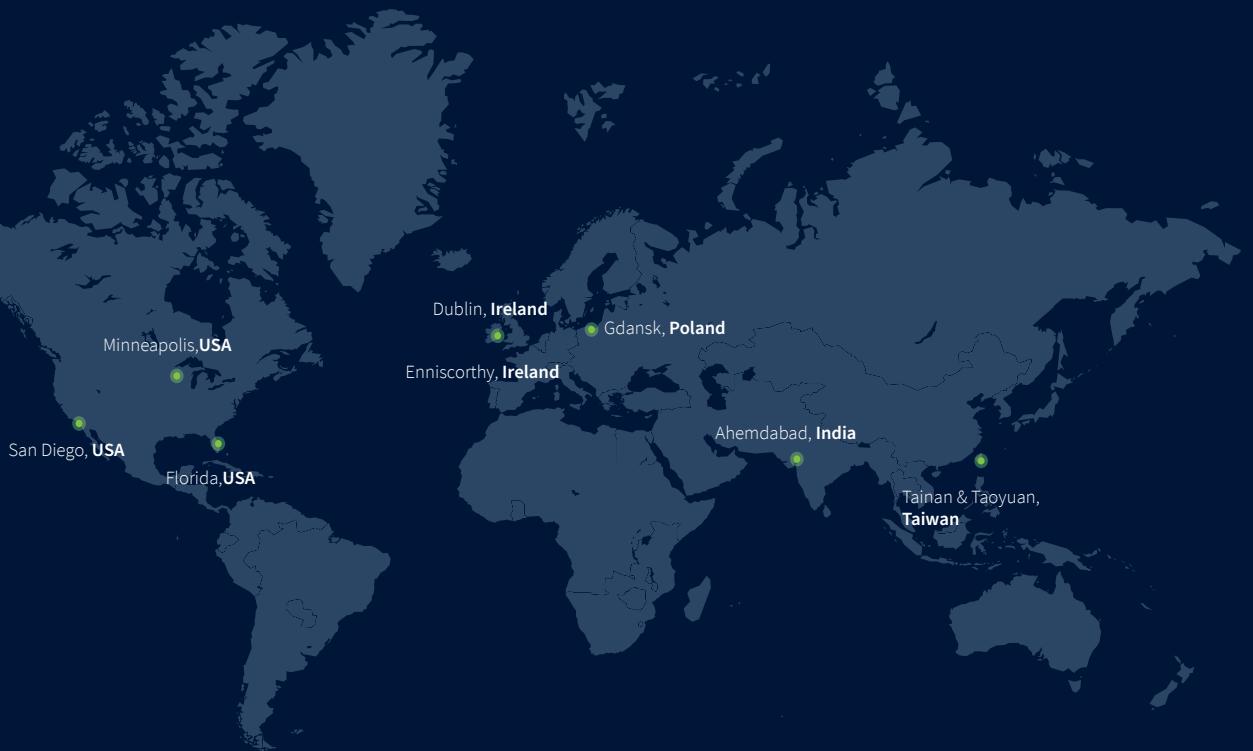 Dublin, Ireland
Gdansk, Poland
Minneapolis,USA
Enniscorthy, Ireland
Ahemdabad, India
San Diego, USA
Florida,USA
Tainan & Taoyuan,
Taiwan